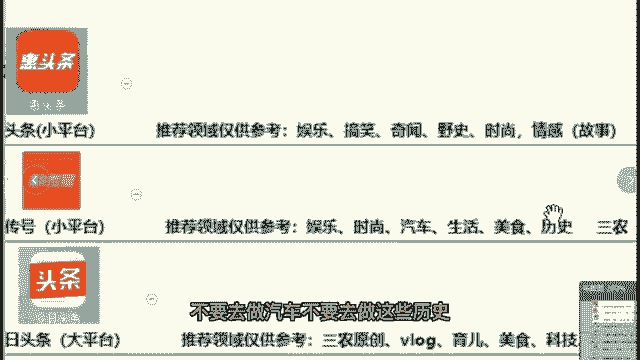 惠头条
头条(小平台) 推荐领域仅供参考：娱乐、搞笑、奇闻、野史、时尚，情感（故事）
传号（小平台） 推荐领域仅供参考：娱乐、时尚、汽车、生活、美食、历史 三农
头条
不要去做汽车不要去做这些历史
日头条（大平台） 推荐领域仅供参考：三农原创、vlog、育儿、美食、科技